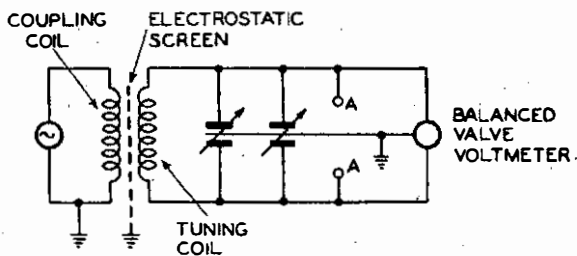 COUPLING
COIL
ELECTROSTATIC
SCREEN
A
A
BALANCED
VALVE
VOLTMETER
TUNING
COIL